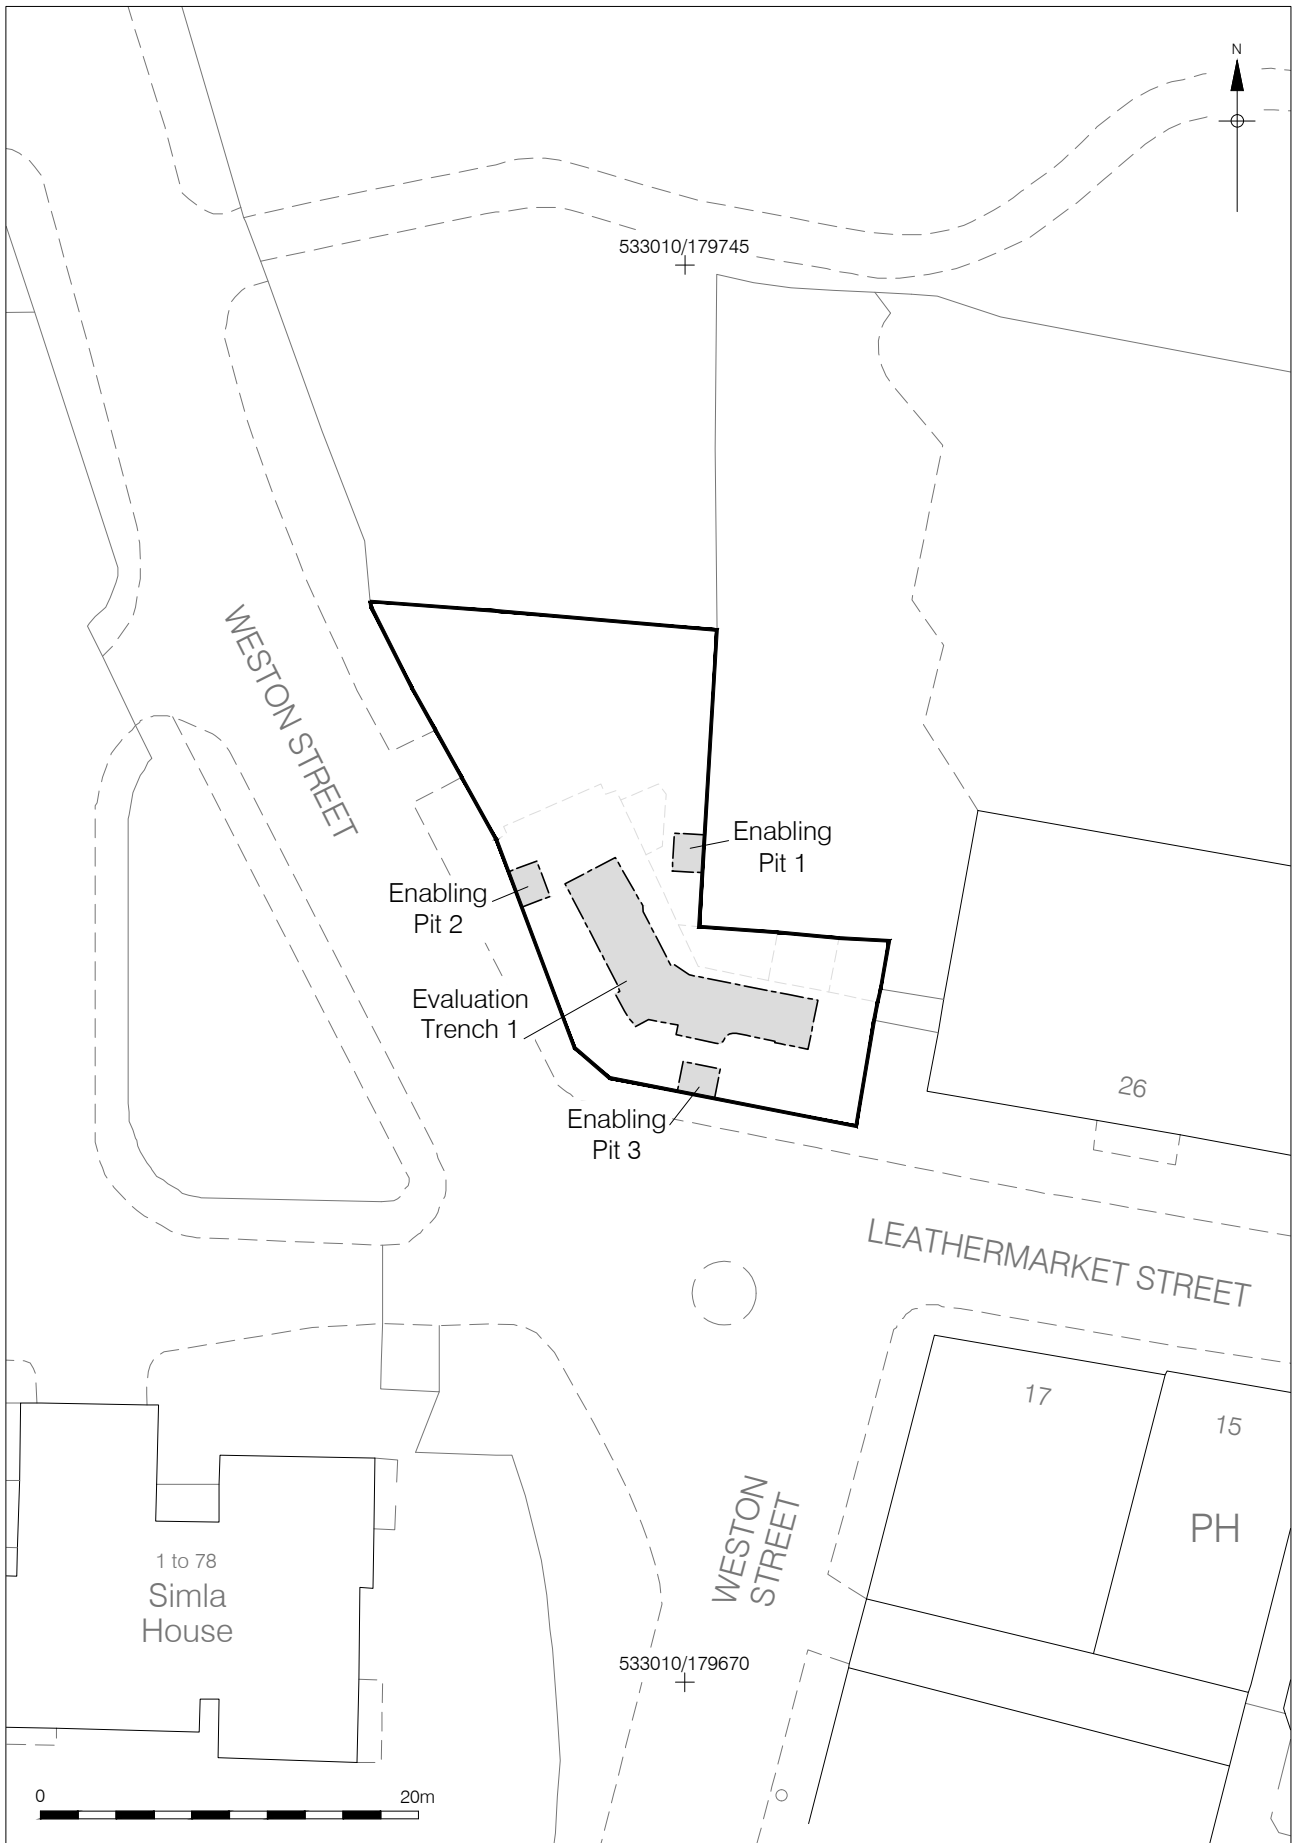 N
533010/179745
WESTON STREET
Enabling
Pit 1
Enabling
Pit 2
Evaluation
Trench 1
Enabling
Pit 3
26
LEATHERMARKET STREET
17
15
PH
WESTON
STREET
1 to 78
Simla
House
533010/179670
0 20m